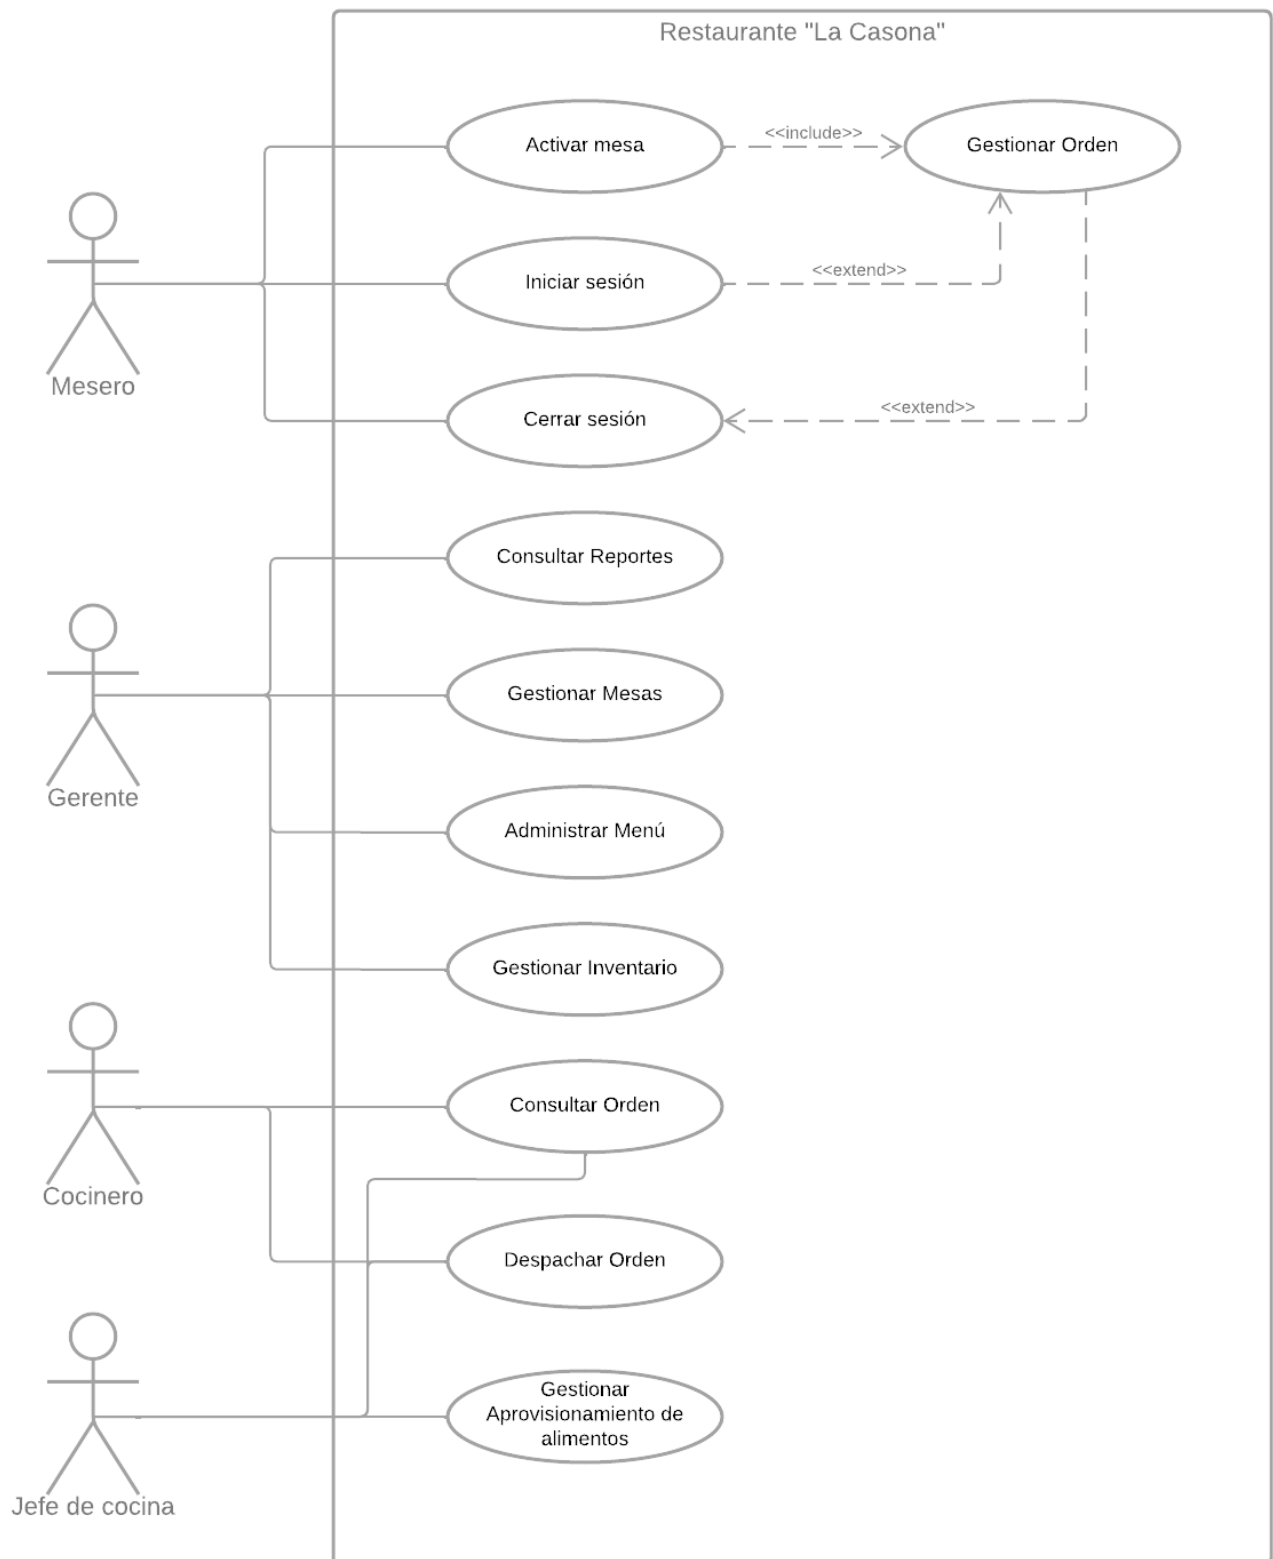 Restaurante "La Casona"
Activar mesa
<<include>>
Gestionar Orden
Iniciar sesión
<<extend>>
Mesero
Cerrar sesión
<<extend>>
Consultar Reportes
Gestionar Mesas
Gerente
Administrar Menú
Gestionar Inventario
Consultar Orden
Cocinero
Despachar Orden
Gestionar
Aprovisionamiento de
alimentos
Jefe de cocina